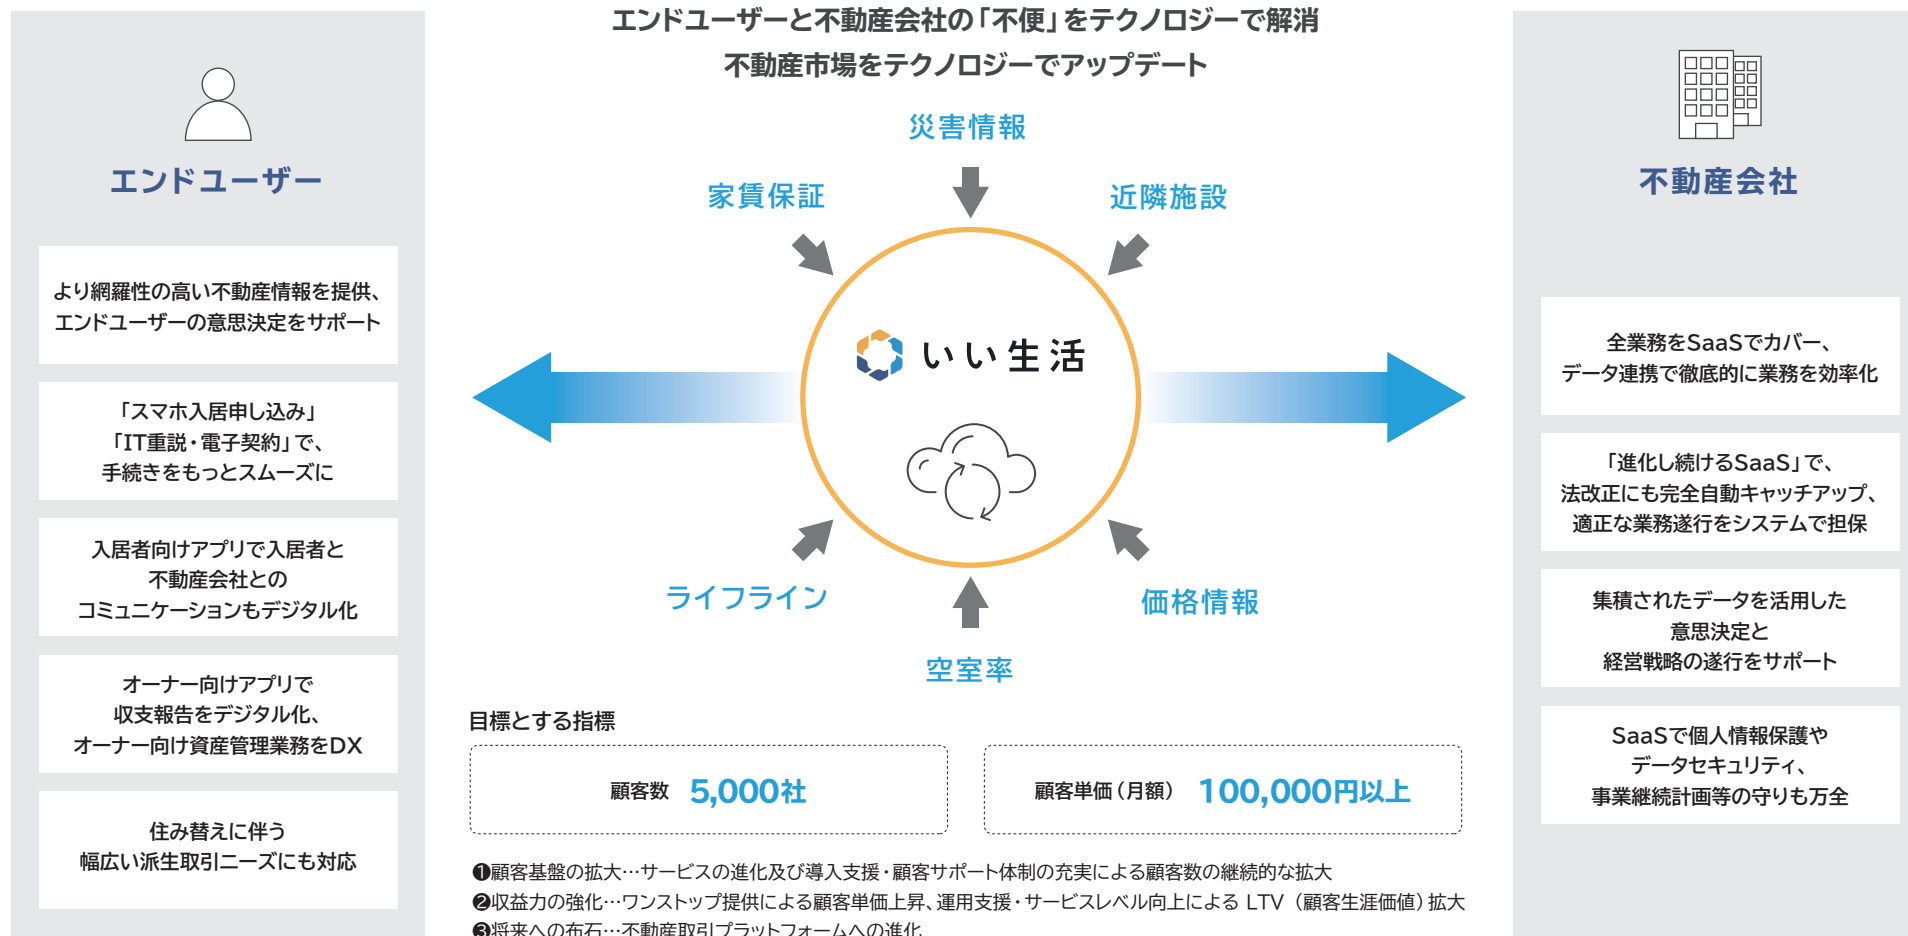 エンドユーザーと不動産会社の「不便」をテクノロジーで解消
不動産市場をテクノロジーでアップデート
エンドユーザー
より網羅性の高い不動産情報を提供、
エンドユーザーの意思決定をサポート
「スマホ入居申し込み」
「IT重説・電子契約」で、
手続きをもっとスムーズに
入居者向けアプリで入居者と
不動産会社との
コミュニケーションもデジタル化
オーナー向けアプリで
収支報告をデジタル化、
オーナー向け資産管理業務をDX
住み替えに伴う
幅広い派生取引ニーズにも対応
災害情報
家賃保証
近隣施設
いい生活
ライフライン
価格情報
空室率
目標とする指標
顧客数 5,000社
顧客単価（月額） 100,000円以上
❶顧客基盤の拡大…サービスの進化及び導入支援・顧客サポート体制の充実による顧客数の継続的な拡大
❷収益力の強化…ワンストップ提供による顧客単価上昇、運用支援・サービスレベル向上による LTV（顧客生涯価値）拡大
❸将来への布石…不動産取引プラットフォームへの進化
不動産会社
全業務をSaaSでカバー、
データ連携で徹底的に業務を効率化
「進化し続けるSaaS」で、
法改正にも完全自動キャッチアップ、
適正な業務遂行をシステムで担保
集積されたデータを活用した
意思決定と
経営戦略の遂行をサポート
SaaSで個人情報保護や
データセキュリティ、
事業継続計画等の守りも万全